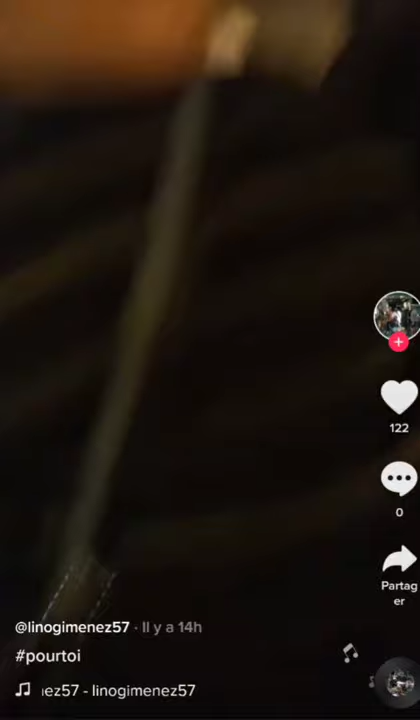 122
0
Partag
er
@linogimenez57 · Il y a 14h
#pourtoi
ıez57 - linogimenez57